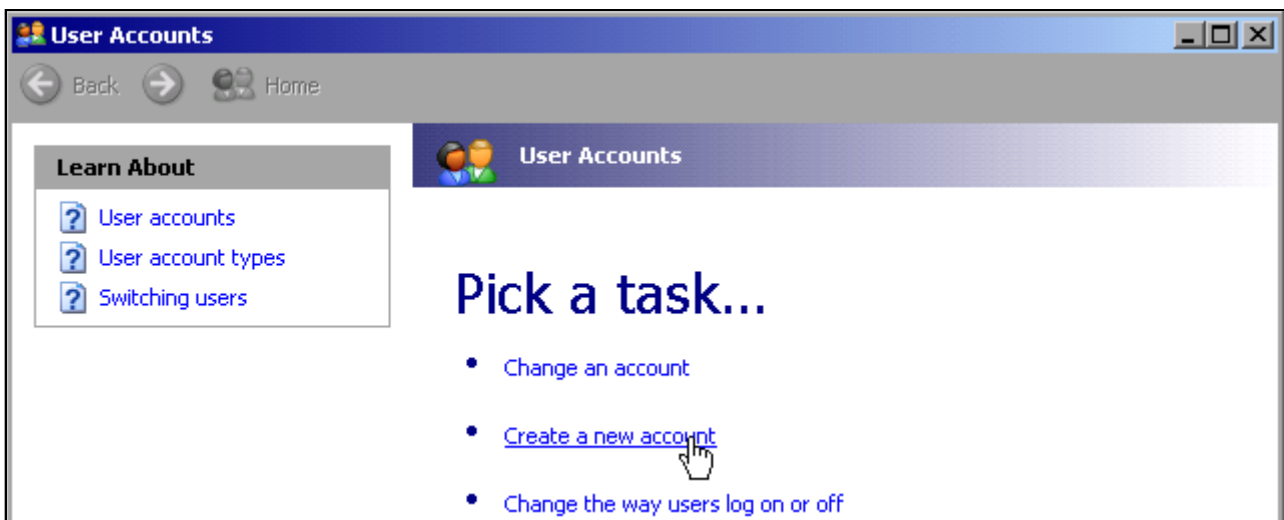 User Accounts
Back Home
Learn About
User accounts
User account types
Switching users
User Accounts
Pick a task...
Change an account
Create a new account
Change the way users log on or off